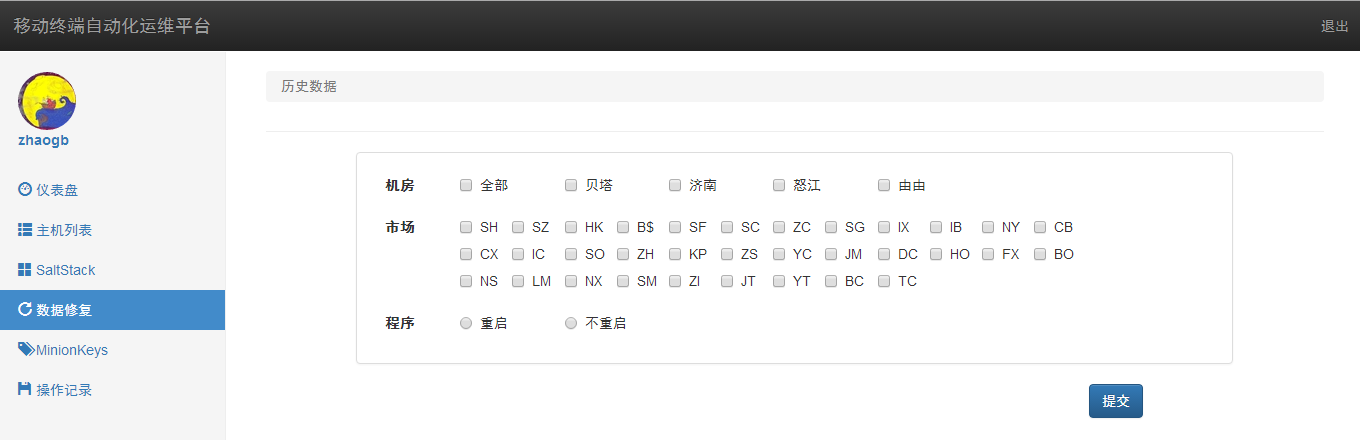 移动终端自动化运维平台 退出
zhaogb
仪表盘
主机列表
SaltStack
数据修复
MinionKeys
操作记录
历史数据
机房 全部 贝塔 济南 怒江 由由
市场 SH SZ HK B$ SF SC ZC SG IX IB NY CB
CX IC SO ZH KP ZS YC JM DC HO FX BO
NS LM NX SM ZI JT YT BC TC
程序 重启 不重启
提交